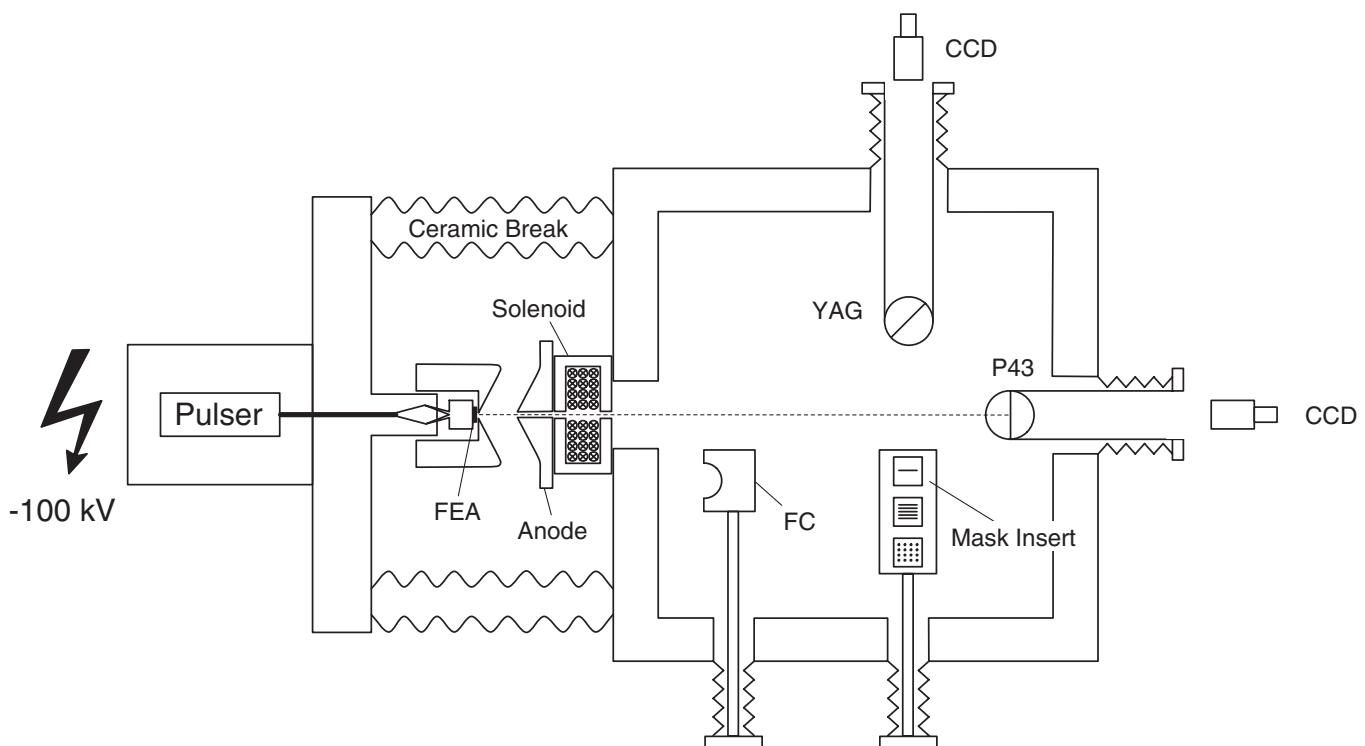 CCD
Ceramic Break
Solenoid
YAG
P43
Pulser
CCD
-100 kV
FEA
Anode
FC
Mask Insert